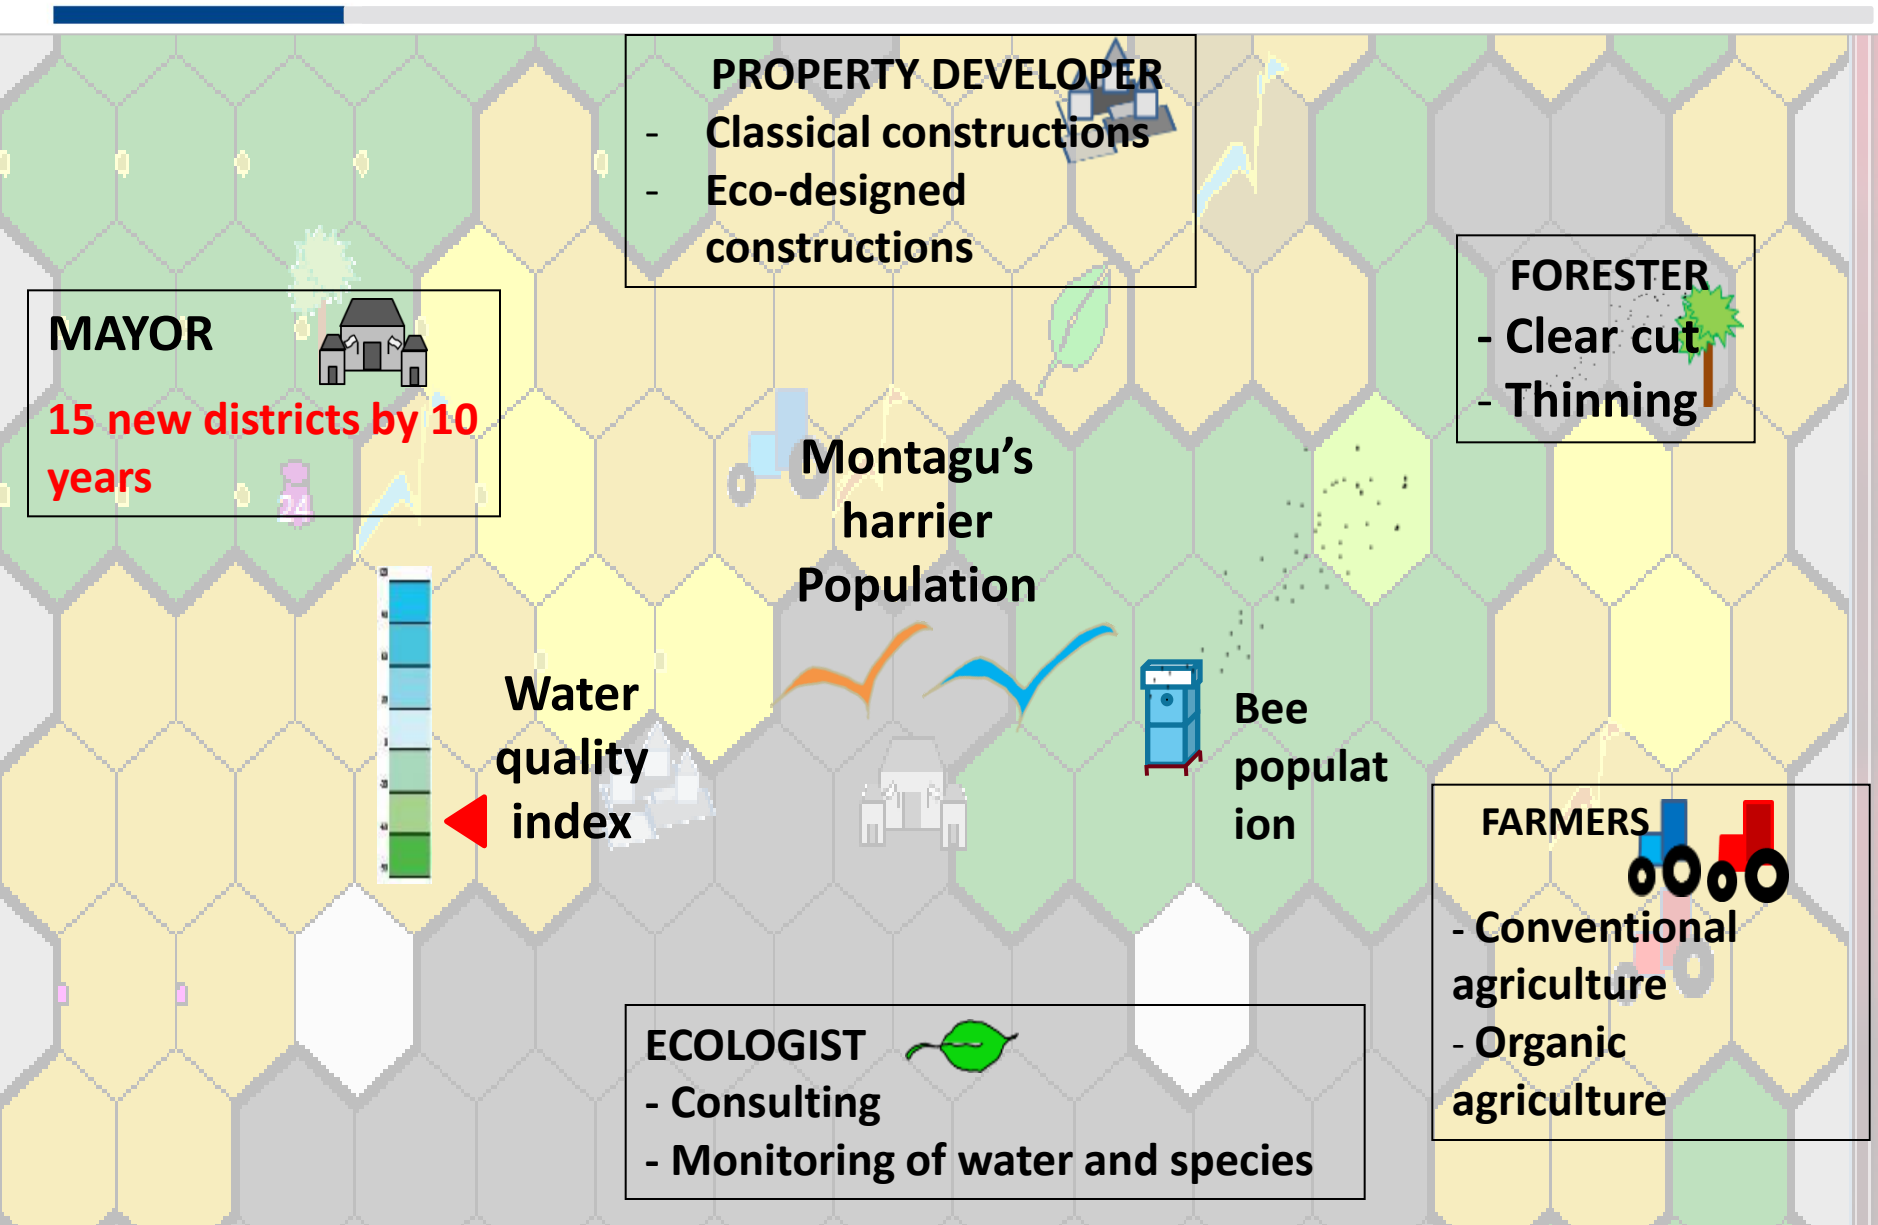 PROPERTY DEVELOPER
- Classical constructions
- Eco-designed
constructions
FORESTER
- Clear cut
- Thinning
MAYOR
15 new districts by 10
years
24
Montagu's
harrier
Population
Water
quality
index
Bee
populat
ion
FARMERS
- Conventional
agriculture
- Organic
agriculture
ECOLOGIST
- Consulting
- Monitoring of water and species